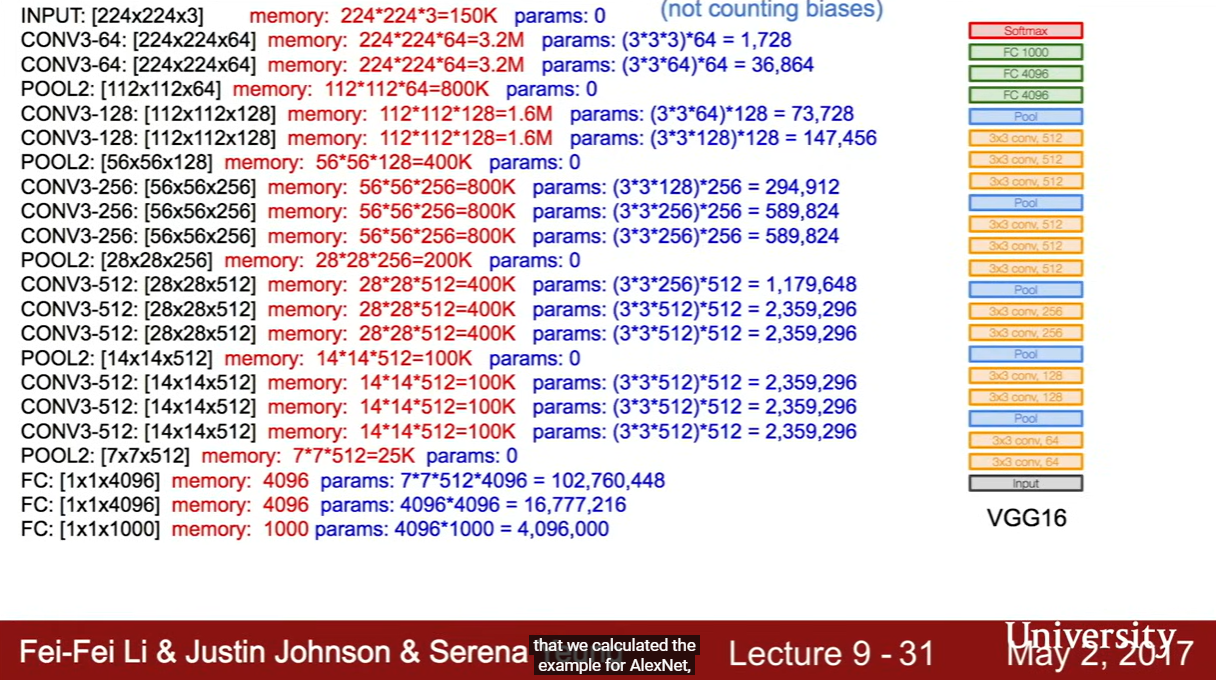 (not counting biases)
INPUT: [224x224x3] memory: 224*224*3=150K params: 0
CONV3-64: [224x224x64] memory: 224*224*64=3.2M params: (3*3*3)*64 = 1,728
CONV3-64: [224x224x64] memory: 224*224*64=3.2M params: (3*3*64)*64 = 36,864
POOL2: [112x112x64] memory: 112*112*64=800K params: 0
CONV3-128: [112x112x128] memory: 112*112*128=1.6M params: (3*3*64)*128 = 73,728
CONV3-128: [112x112x128] memory: 112*112*128=1.6M params: (3*3*128)*128 = 147,456
POOL2: [56x56x128] memory: 56*56*128=400K params: 0
CONV3-256: [56x56x256] memory: 56*56*256=800K params: (3*3*128)*256 = 294,912
CONV3-256: [56x56x256] memory: 56*56*256=800K params: (3*3*256)*256 = 589,824
CONV3-256: [56x56x256] memory: 56*56*256=800K params: (3*3*256)*256 = 589,824
POOL2: [28x28x256] memory: 28*28*256=200K params: 0
CONV3-512: [28x28x512] memory: 28*28*512=400K params: (3*3*256)*512 = 1,179,648
CONV3-512: [28x28x512] memory: 28*28*512=400K params: (3*3*512)*512 = 2,359,296
CONV3-512: [28x28x512] memory: 28*28*512=400K params: (3*3*512)*512 = 2,359,296
POOL2: [14x14x512] memory: 14*14*512=100K params: 0
CONV3-512: [14x14x512] memory: 14*14*512=100K params: (3*3*512)*512 = 2,359,296
CONV3-512: [14x14x512] memory: 14*14*512=100K params: (3*3*512)*512 = 2,359,296
CONV3-512: [14x14x512] memory: 14*14*512=100K params: (3*3*512)*512 = 2,359,296
POOL2: [7x7x512] memory: 7*7*512=25K params: 0
FC: [1x1x4096] memory: 4096 params: 7*7*512*4096 = 102,760,448
FC: [1x1x4096] memory: 4096 params: 4096*4096 = 16,777,216
FC: [1x1x1000] memory: 1000 params: 4096*1000 = 4,096,000
Softmax
FC 1000
FC 4096
FC 4096
Pool
3x3 conv, 512
3x3 conv, 512
3x3 conv, 512
Pool
3x3 conv, 512
3x3 conv, 512
3x3 conv, 512
Pool
3x3 conv, 256
3x3 conv, 256
Pool
3x3 conv, 128
3x3 conv, 128
Pool
3x3 conv, 64
3x3 conv, 64
Input
VGG16
Fei-Fei Li & Justin Johnson & Serena
that we calculated the
example for AlexNet,
Lecture 9 - 31
University
May 2, 2017